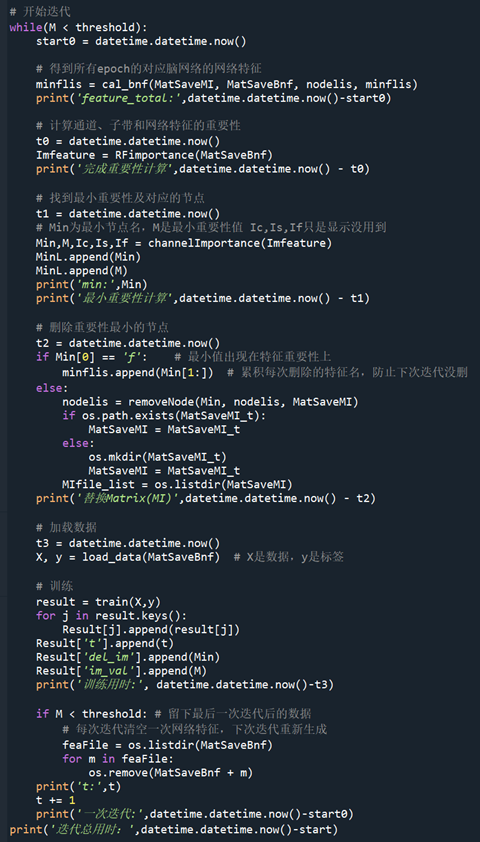 # 开始迭代
while(M < threshold):
    start0 = datetime.datetime.now()

    # 得到所有epoch的对应脑网络的网络特征
    minflis = cal_bnf(MatSaveMI, MatSaveBnf, nodelis, minflis)
    print('feature_total:',datetime.datetime.now()-start0)

    # 计算通道、子带和网络特征的重要性
    t0 = datetime.datetime.now()
    Imfeature = RFimportance(MatSaveBnf)
    print('完成重要性计算',datetime.datetime.now() - t0)

    # 找到最小重要性及对应的节点
    t1 = datetime.datetime.now()
    # Min为最小节点名，M是最小重要性值 Ic,Is,If只是显示没用到
    Min,M,Ic,Is,If = channelImportance(Imfeature)
    MinL.append(Min)
    MinL.append(M)
    print('min:',Min)
    print('最小重要性计算',datetime.datetime.now() - t1)

    # 删除重要性最小的节点
    t2 = datetime.datetime.now()
    if Min[0] == 'f':    # 最小值出现在特征重要性上
        minflis.append(Min[1:])  # 累积每次删除的特征名，防止下次迭代没删
    else:
        nodelis = removeNode(Min, nodelis, MatSaveMI)
        if os.path.exists(MatSaveMI_t):
            MatSaveMI = MatSaveMI_t
        else:
            os.mkdir(MatSaveMI_t)
            MatSaveMI = MatSaveMI_t
        MIfile_list = os.listdir(MatSaveMI)
    print('替换Matrix(MI)',datetime.datetime.now() - t2)

    # 加载数据
    t3 = datetime.datetime.now()
    X, y = load_data(MatSaveBnf)  # X是数据，y是标签

    # 训练
    result = train(X,y)
    for j in result.keys():
        Result[j].append(result[j])
    Result['t'].append(t)
    Result['del_im'].append(Min)
    Result['im_val'].append(M)
    print('训练用时:', datetime.datetime.now()-t3)

    if M < threshold: # 留下最后一次迭代后的数据
        # 每次迭代清空一次网络特征，下次迭代重新生成
        feaFile = os.listdir(MatSaveBnf)
        for m in feaFile:
            os.remove(MatSaveBnf + m)
    print('t:',t)
    t += 1
    print('一次迭代:',datetime.datetime.now()-start0)
print('迭代总用时：',datetime.datetime.now()-start)